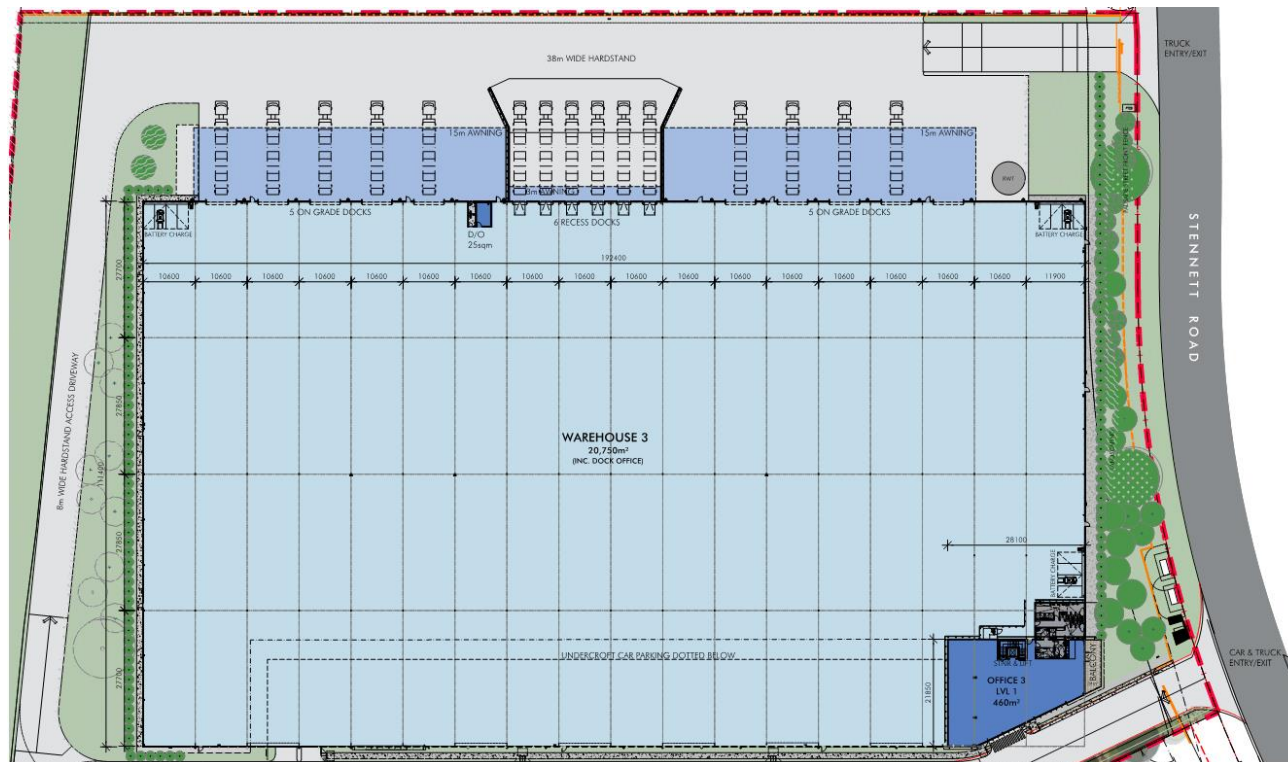 TRUCK
ENTRY/EXIT
38m WIDE HARDSTAND
15m AWNING
15m AWNING
8m AWNING
RWT
5 ON GRADE DOCKS
6 RECESS DOCKS
5 ON GRADE DOCKS
BATTERY CHARGE
D/O
25sqm
BATTERY CHARGE
STENNETT ROAD
192400
10600 10600 10600 10600 10600 10600 10600 10600 10600 10600 10600 10600 10600 10600 10600 10600 10600 11900
27700
27850
27850
27700
8m WIDE HARDSTAND ACCESS DRIVEWAY
WAREHOUSE 3
20,750m²
(INC. DOCK OFFICE)
28100
BATTERY CHARGE
UNDERCROFT CAR PARKING DOTTED BELOW
STAIR & LIFT
BALCONY
OFFICE 3
LVL 1
460m²
21850
CAR & TRUCK
ENTRY/EXIT